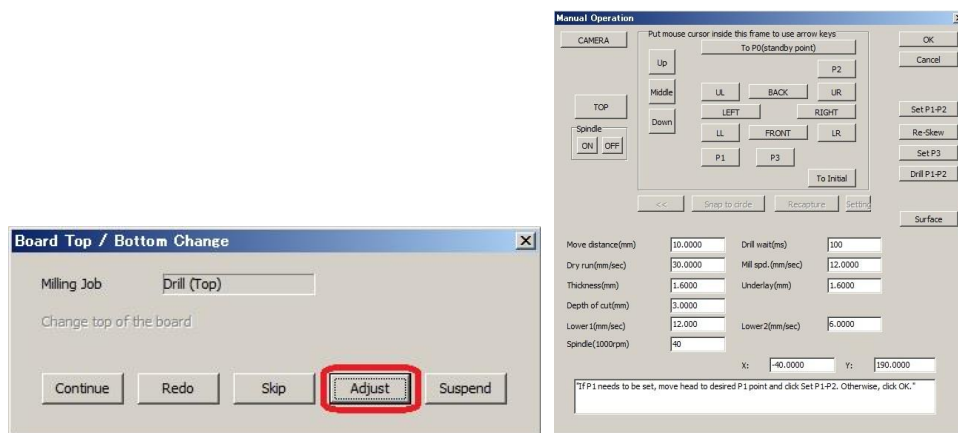 Board Top / Bottom Change
Milling Job Drill (Top)
Change top of the board
Continue Redo Skip Adjust Suspend
Manual Operation
CAMERA
Put mouse cursor inside this frame to use arrow keys
OK
To P0(standby point)
Cancel
Up
P2
Middle UL BACK UR
TOP
LEFT RIGHT
Set P1-P2
Down
Spindle
ON OFF
LL FRONT LR
Re-Skew
P1 P3
Set P3
To Initial
Drill P1-P2
<< Snap to circle Recapture Setting
Surface
Move distance(mm) 10.0000 Drill wait(ms) 100
Dry run(mm/sec) 30.0000 Mill spd.(mm/sec) 12.0000
Thickness(mm) 1.6000 Underlay(mm) 1.6000
Depth of cut(mm) 3.0000
Lower1(mm/sec) 12.000 Lower2(mm/sec) 6.0000
Spindle(1000rpm) 40
X: -40.0000 Y: 190.0000
"If P1 needs to be set, move head to desired P1 point and click Set P1-P2. Otherwise, click OK."